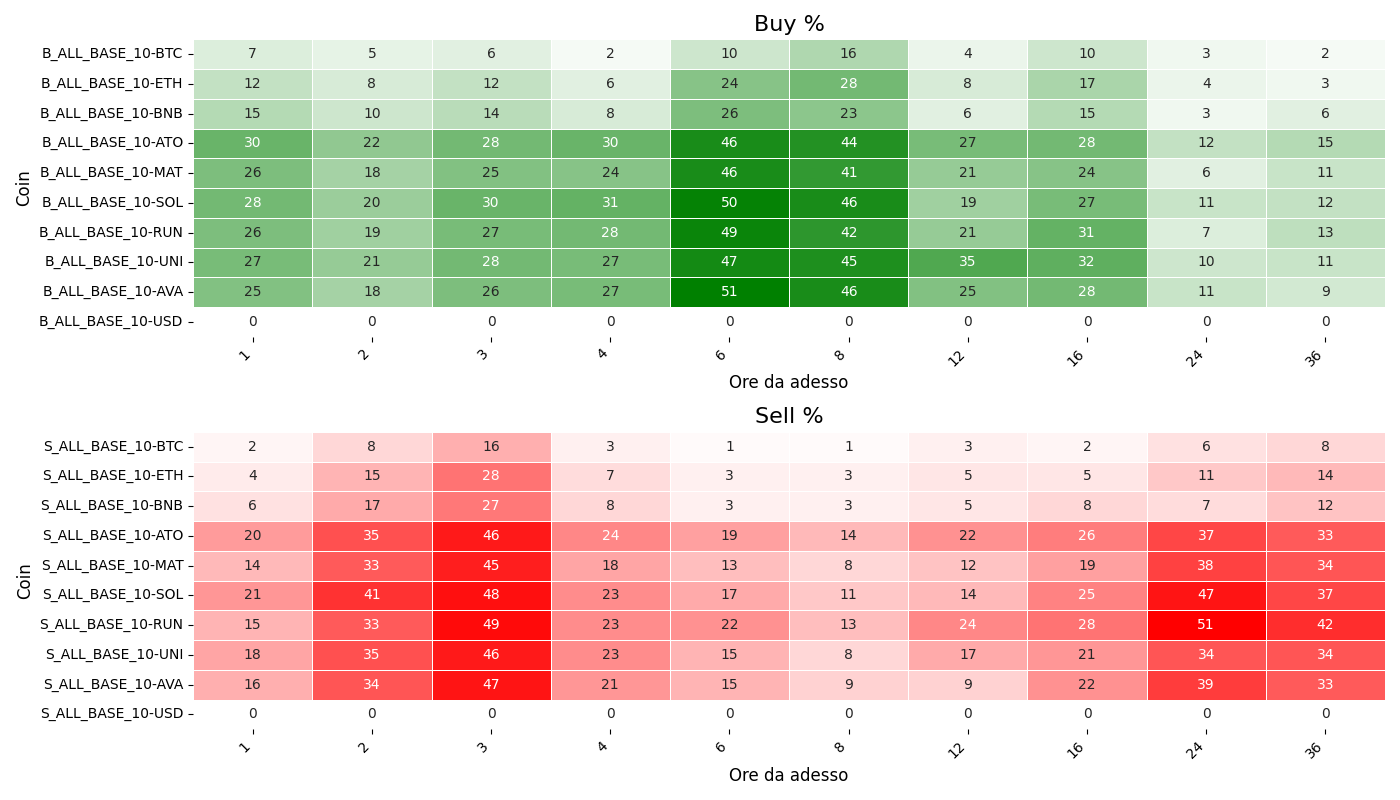 Buy %
Coin
B_ALL_BASE_10-BTC 7 5 6 2 10 16 4 10 3 2
B_ALL_BASE_10-ETH 12 8 12 6 24 28 8 17 4 3
B_ALL_BASE_10-BNB 15 10 14 8 26 23 6 15 3 6
B_ALL_BASE_10-ATO 30 22 28 30 46 44 27 28 12 15
B_ALL_BASE_10-MAT 26 18 25 24 46 41 21 24 6 11
B_ALL_BASE_10-SOL 28 20 30 31 50 46 19 27 11 12
B_ALL_BASE_10-RUN 26 19 27 28 49 42 21 31 7 13
B_ALL_BASE_10-UNI 27 21 28 27 47 45 35 32 10 11
B_ALL_BASE_10-AVA 25 18 26 27 51 46 25 28 11 9
B_ALL_BASE_10-USD 0 0 0 0 0 0 0 0 0 0
1 2 3 4 6 8 12 16 24 36
Ore da adesso
Sell %
Coin
S_ALL_BASE_10-BTC 2 8 16 3 1 1 3 2 6 8
S_ALL_BASE_10-ETH 4 15 28 7 3 3 5 5 11 14
S_ALL_BASE_10-BNB 6 17 27 8 3 3 5 8 7 12
S_ALL_BASE_10-ATO 20 35 46 24 19 14 22 26 37 33
S_ALL_BASE_10-MAT 14 33 45 18 13 8 12 19 38 34
S_ALL_BASE_10-SOL 21 41 48 23 17 11 14 25 47 37
S_ALL_BASE_10-RUN 15 33 49 23 22 13 24 28 51 42
S_ALL_BASE_10-UNI 18 35 46 23 15 8 17 21 34 34
S_ALL_BASE_10-AVA 16 34 47 21 15 9 9 22 39 33
S_ALL_BASE_10-USD 0 0 0 0 0 0 0 0 0 0
1 2 3 4 6 8 12 16 24 36
Ore da adesso